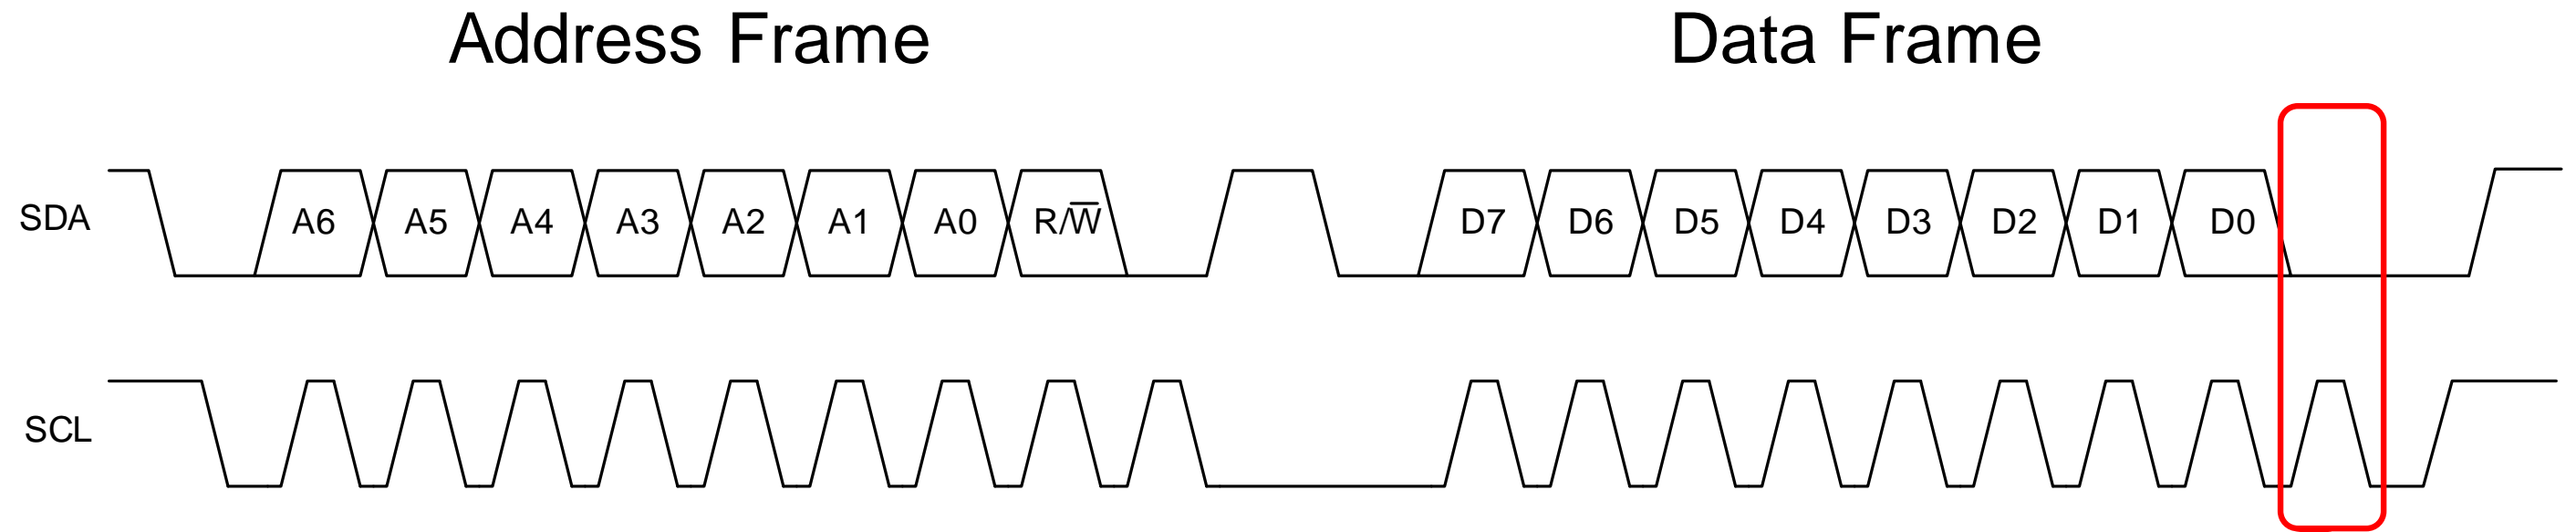 Address Frame Data Frame
SDA A6 A5 A4 A3 A2 A1 A0 R/W̅ D7 D6 D5 D4 D3 D2 D1 D0
SCL